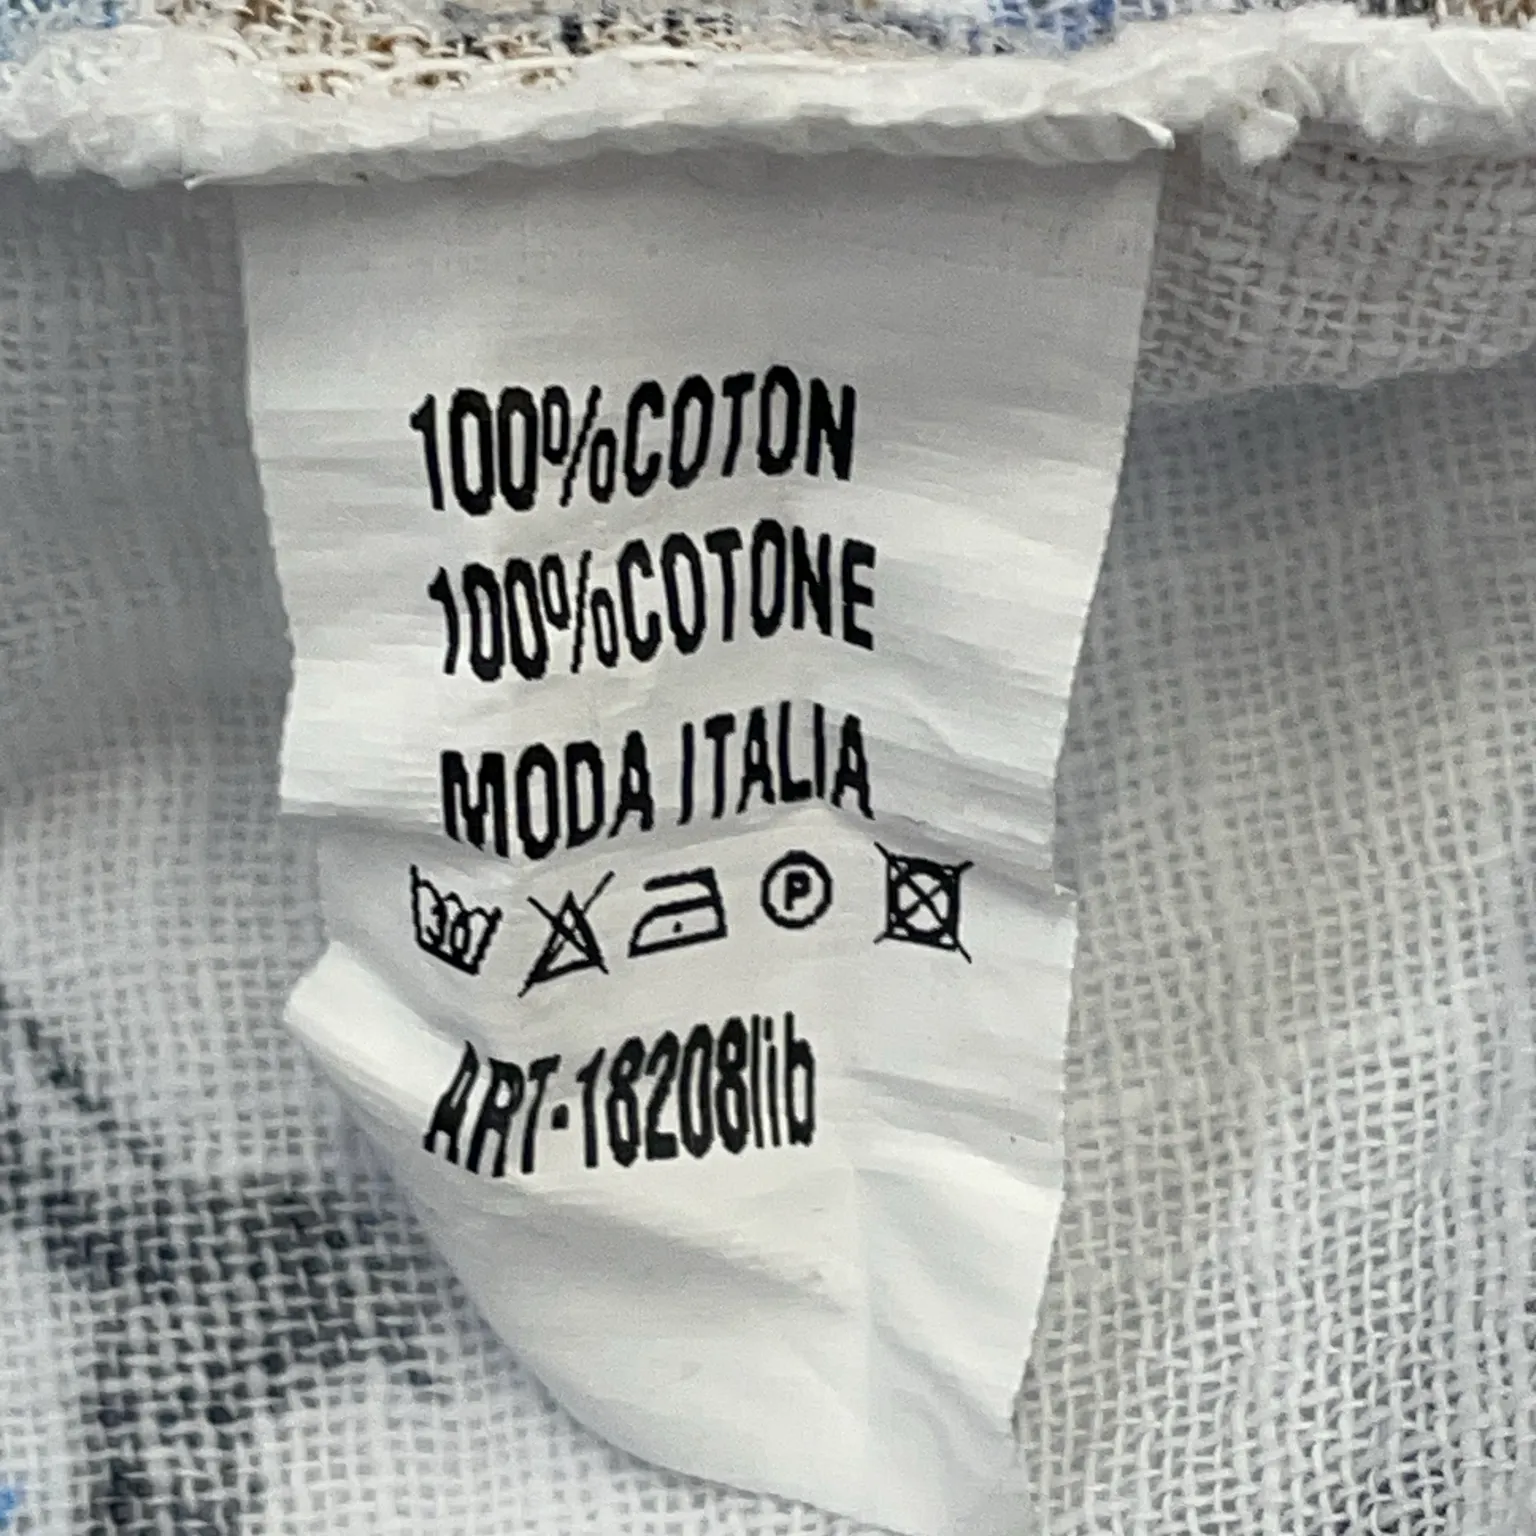 100%COTON
100%COTONE
MODA ITALIA
30 P
ART-18208lib